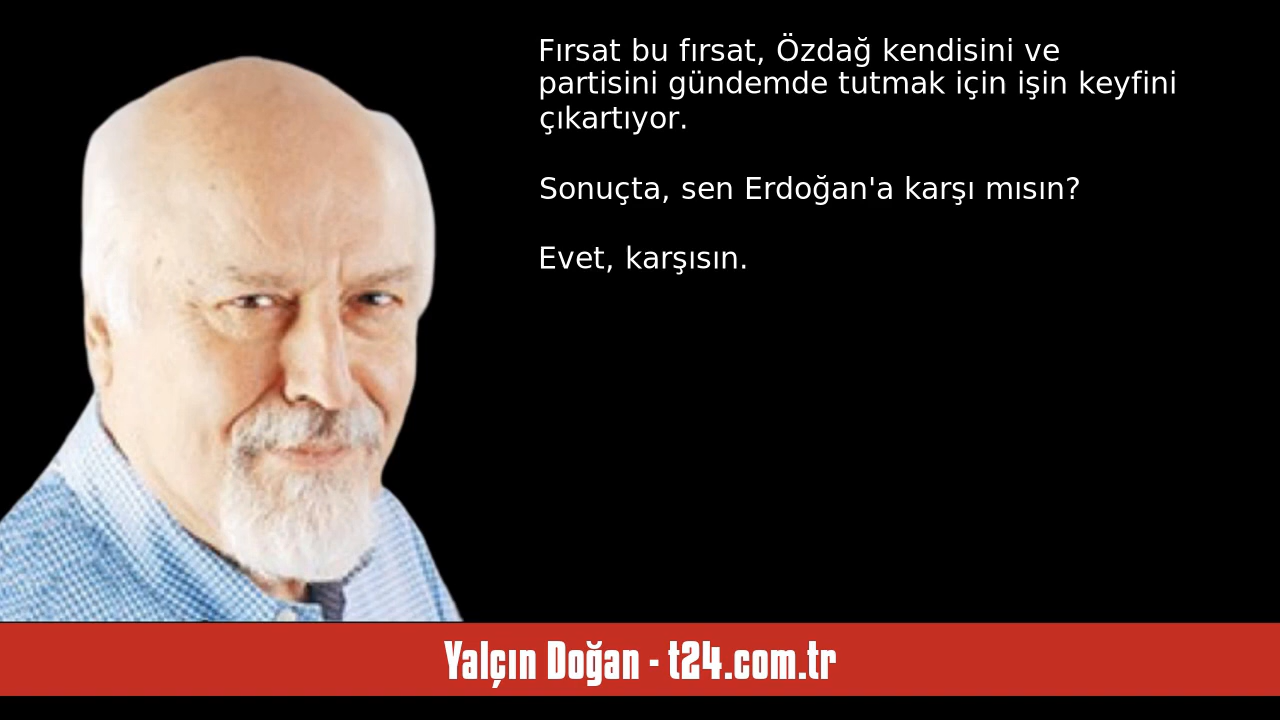 Fırsat bu fırsat, Özdağ kendisini ve
partisini gündemde tutmak için işin keyfini
çıkartıyor.
Sonuçta, sen Erdoğan'a karşı mısın?
Evet, karşısın.
Yalçın Doğan - t24.com.tr